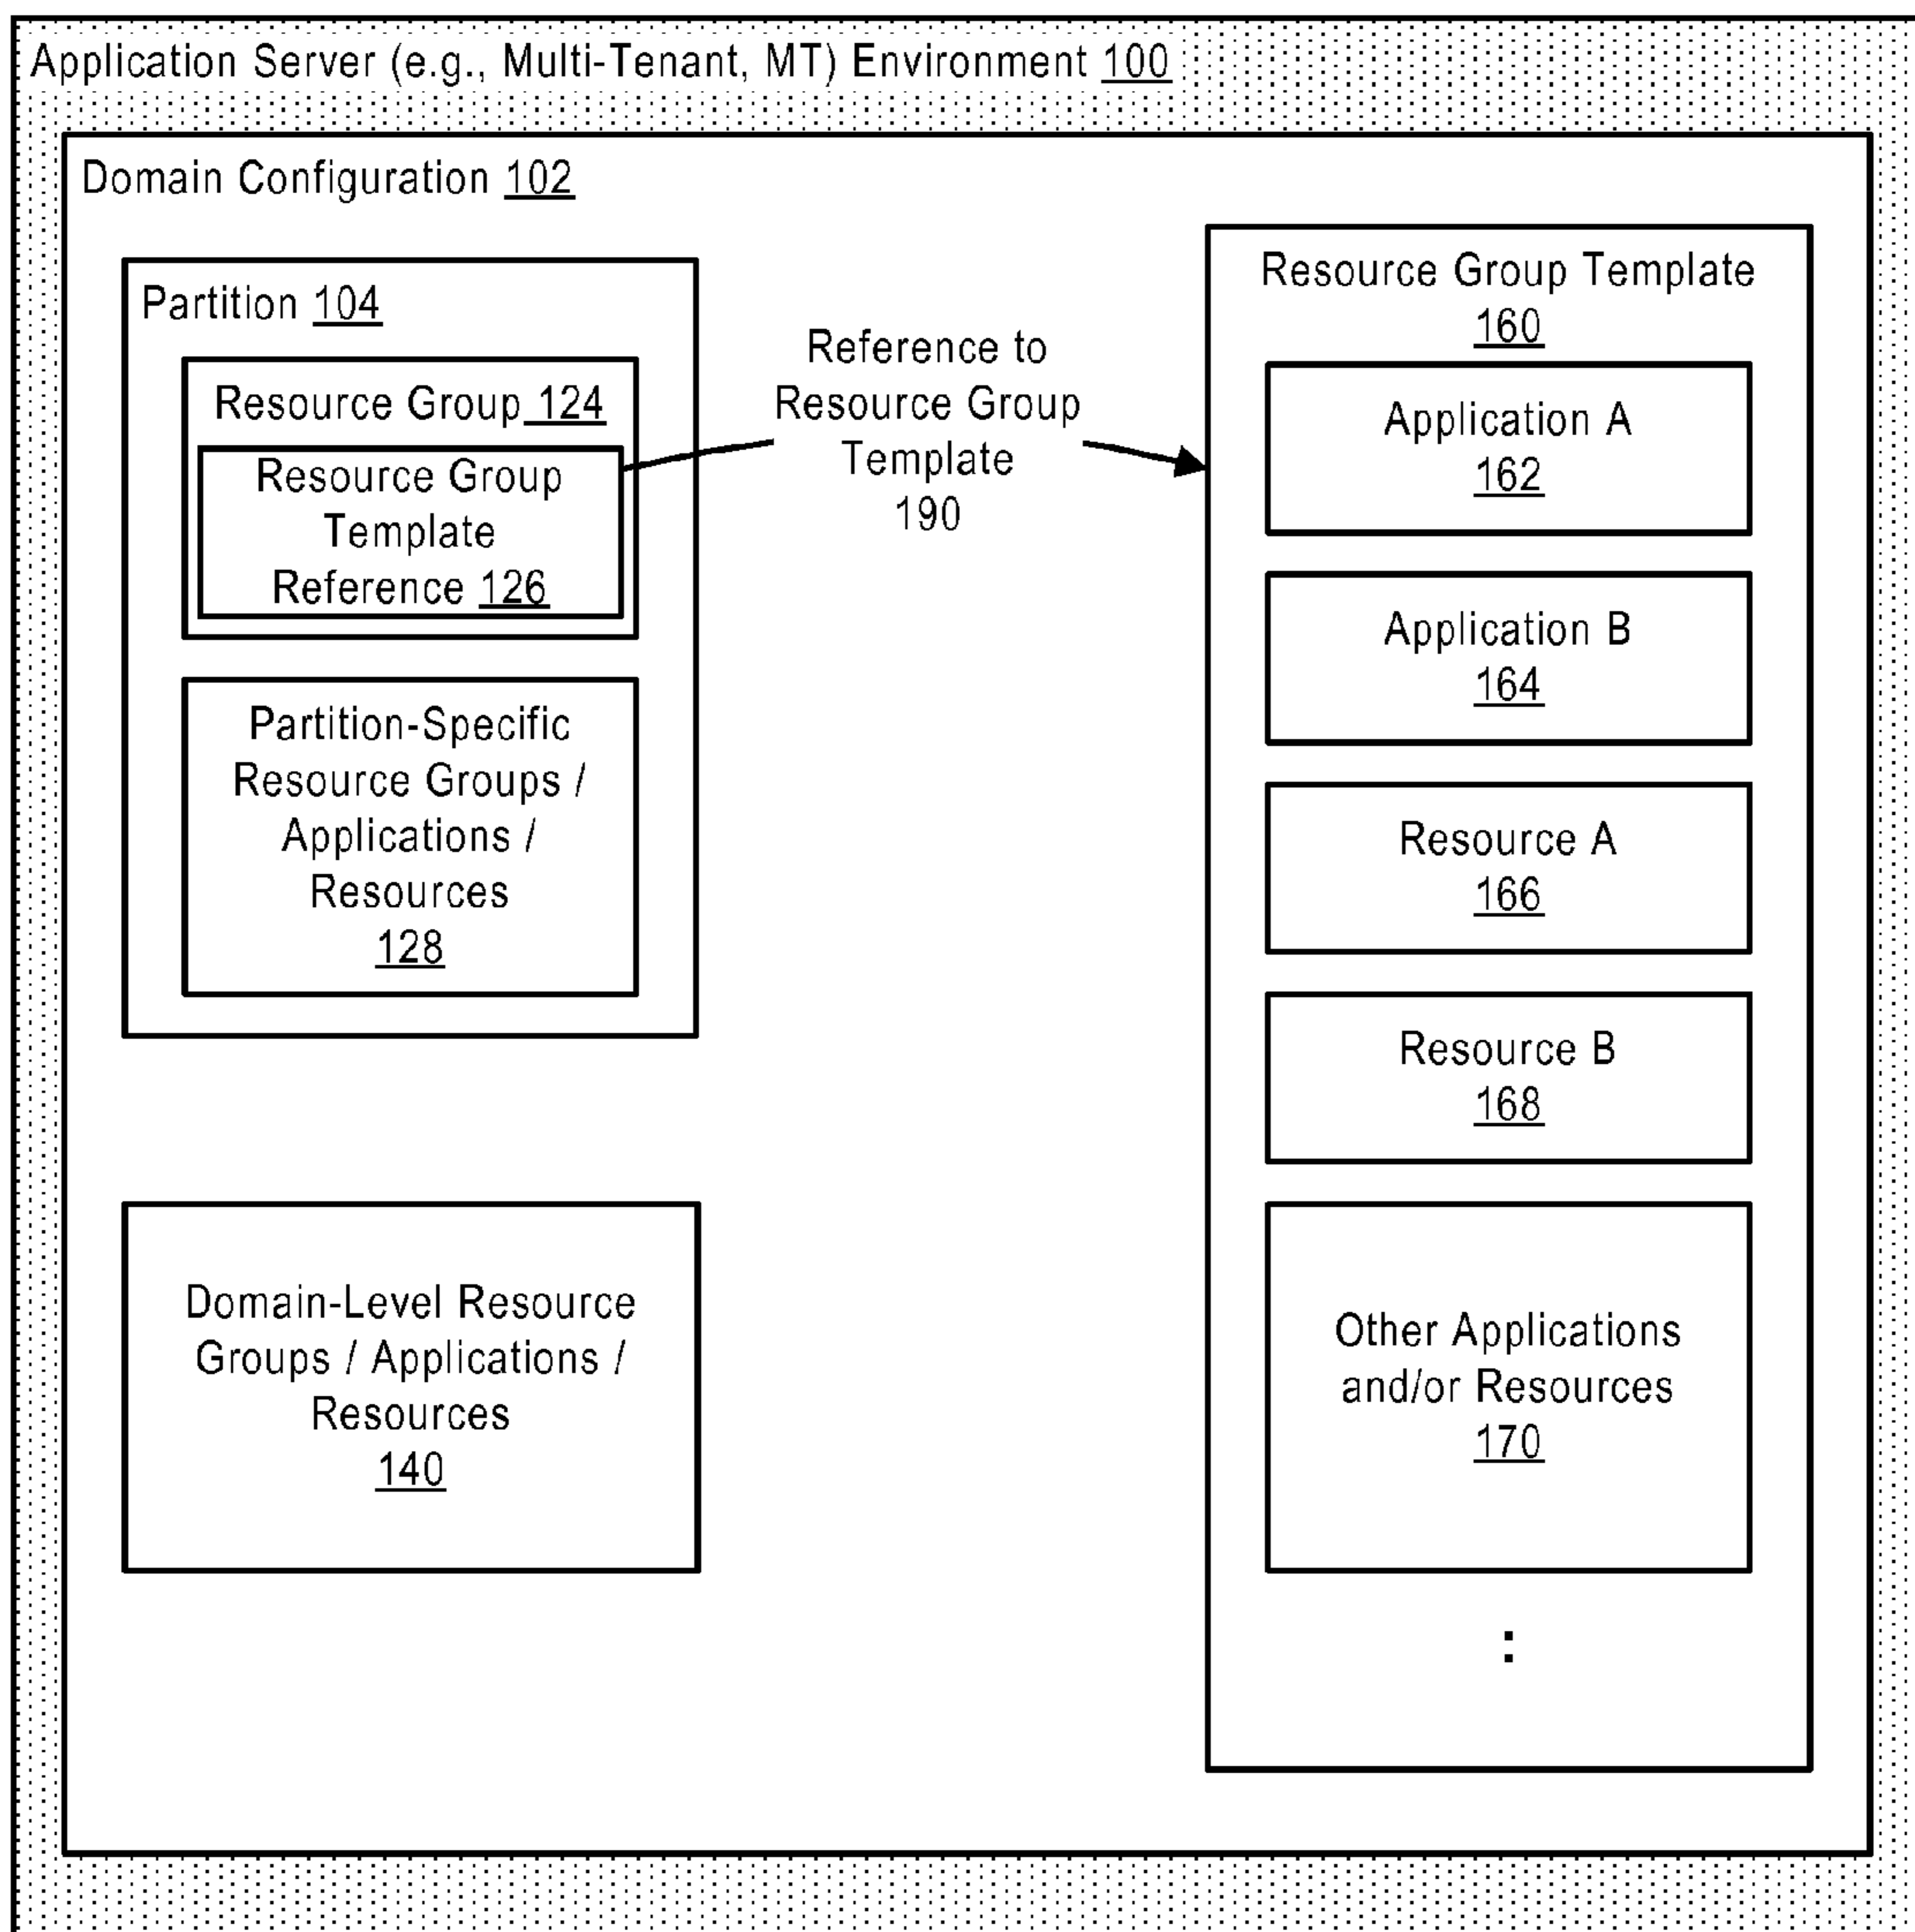 Application Server (e.g., Multi-Tenant, MT) Environment 100
Domain Configuration 102
Partition 104
Resource Group 124
Resource Group
Template
Reference 126
Partition-Specific
Resource Groups /
Applications /
Resources
128
Domain-Level Resource
Groups / Applications /
Resources
140
Reference to
Resource Group
Template
190
Resource Group Template
160
Application A
162
Application B
164
Resource A
166
Resource B
168
Other Applications
and/or Resources
170
: